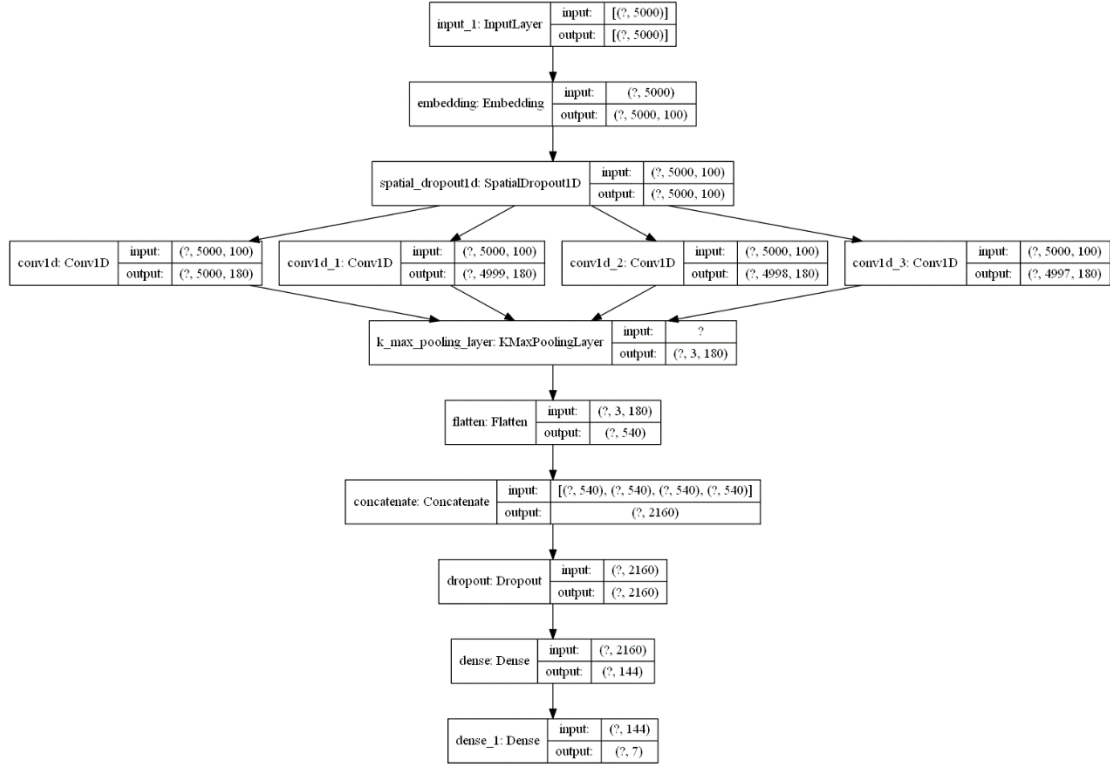 input_1: InputLayer
input: [(?, 5000)]
output: [(?, 5000)]
embedding: Embedding
input: (?, 5000)
output: (?, 5000, 100)
spatial_dropout1d: SpatialDropout1D
input: (?, 5000, 100)
output: (?, 5000, 100)
conv1d: Conv1D
input: (?, 5000, 100)
output: (?, 5000, 180)
conv1d_1: Conv1D
input: (?, 5000, 100)
output: (?, 4999, 180)
conv1d_2: Conv1D
input: (?, 5000, 100)
output: (?, 4998, 180)
conv1d_3: Conv1D
input: (?, 5000, 100)
output: (?, 4997, 180)
k_max_pooling_layer: KMaxPoolingLayer
input: ?
output: (?, 3, 180)
flatten: Flatten
input: (?, 3, 180)
output: (?, 540)
concatenate: Concatenate
input: [(?, 540), (?, 540), (?, 540), (?, 540)]
output: (?, 2160)
dropout: Dropout
input: (?, 2160)
output: (?, 2160)
dense: Dense
input: (?, 2160)
output: (?, 144)
dense_1: Dense
input: (?, 144)
output: (?, 7)